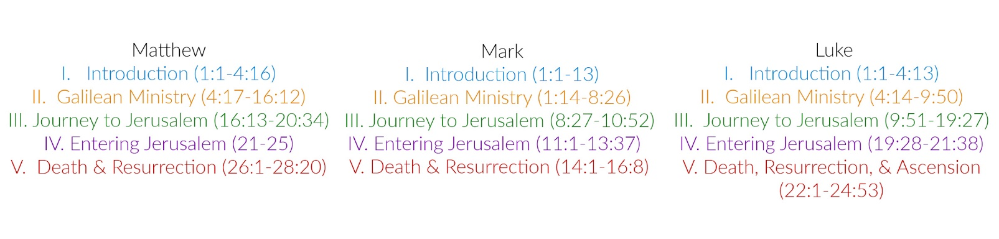 Matthew
I. Introduction (1:1-4:16)
II. Galilean Ministry (4:17-16:12)
III. Journey to Jerusalem (16:13-20:34)
IV. Entering Jerusalem (21-25)
V. Death & Resurrection (26:1-28:20)
Mark
I. Introduction (1:1-13)
II. Galilean Ministry (1:14-8:26)
III. Journey to Jerusalem (8:27-10:52)
IV. Entering Jerusalem (11:1-13:37)
V. Death & Resurrection (14:1-16:8)
Luke
I. Introduction (1:1-4:13)
II. Galilean Ministry (4:14-9:50)
III. Journey to Jerusalem (9:51-19:27)
IV. Entering Jerusalem (19:28-21:38)
V. Death, Resurrection, & Ascension
(22:1-24:53)